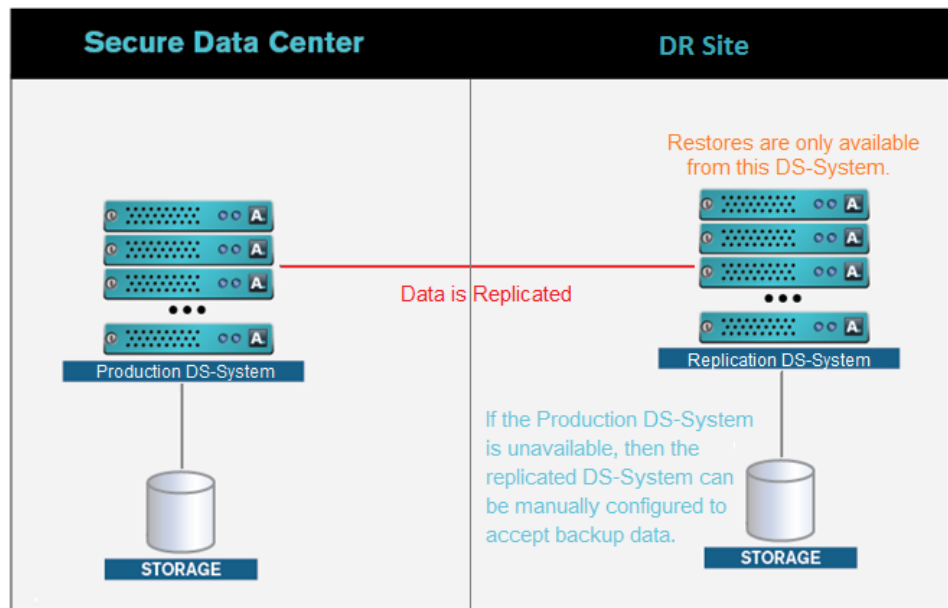 Secure Data Center
DR Site
Restores are only available
from this DS-System.
A.
A.
A.
A.
A.
A.
A.
A.
Data is Replicated
Production DS-System
Replication DS-System
If the Production DS-System
is unavailable, then the
replicated DS-System can
be manually configured to
accept backup data.
STORAGE
STORAGE